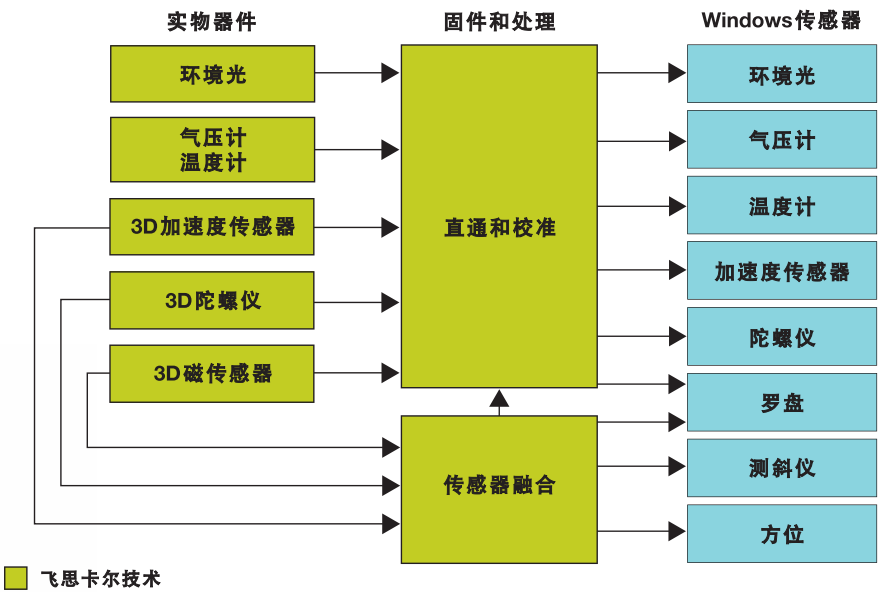 实物器件
固件和处理
Windows传感器
环境光
气压计
温度计
3D加速度传感器
3D陀螺仪
3D磁传感器
直通和校准
传感器融合
环境光
气压计
温度计
加速度传感器
陀螺仪
罗盘
测斜仪
方位
飞思卡尔技术